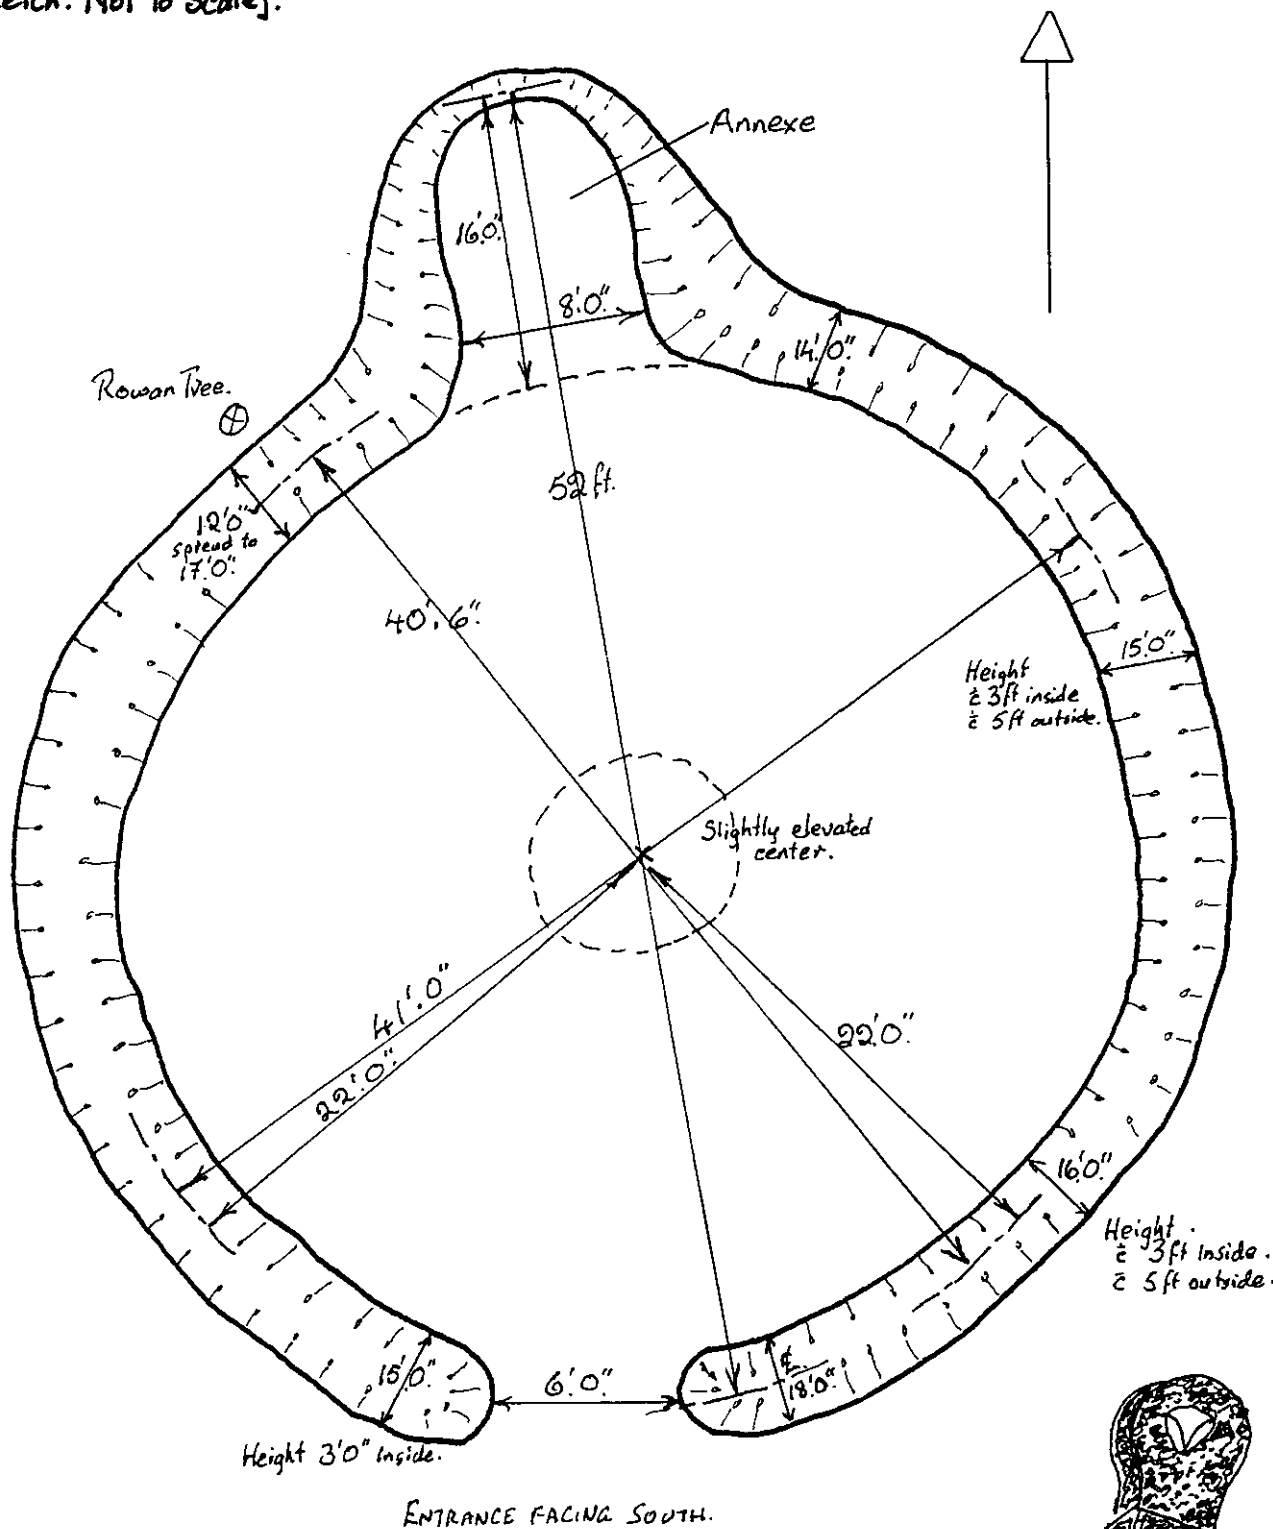 Not to Scale].
Annexe
16'.0".
8'.0".
14'.0".
Rowan Tree.
52 ft.
12'.0"
spread to
17'.0".
40'. 6".
15'.0".
Height
c̄ 3ft inside
c̄ 5ft outside.
Slightly elevated
center.
41'.0"
22'.0".
22'.0".
16'.0".
Height.
c̄ 3ft Inside.
c̄ 5ft outside.
15'.0".
6'.0".
18'.0".
Height 3'0" Inside.
ENTRANCE FACING SOUTH.